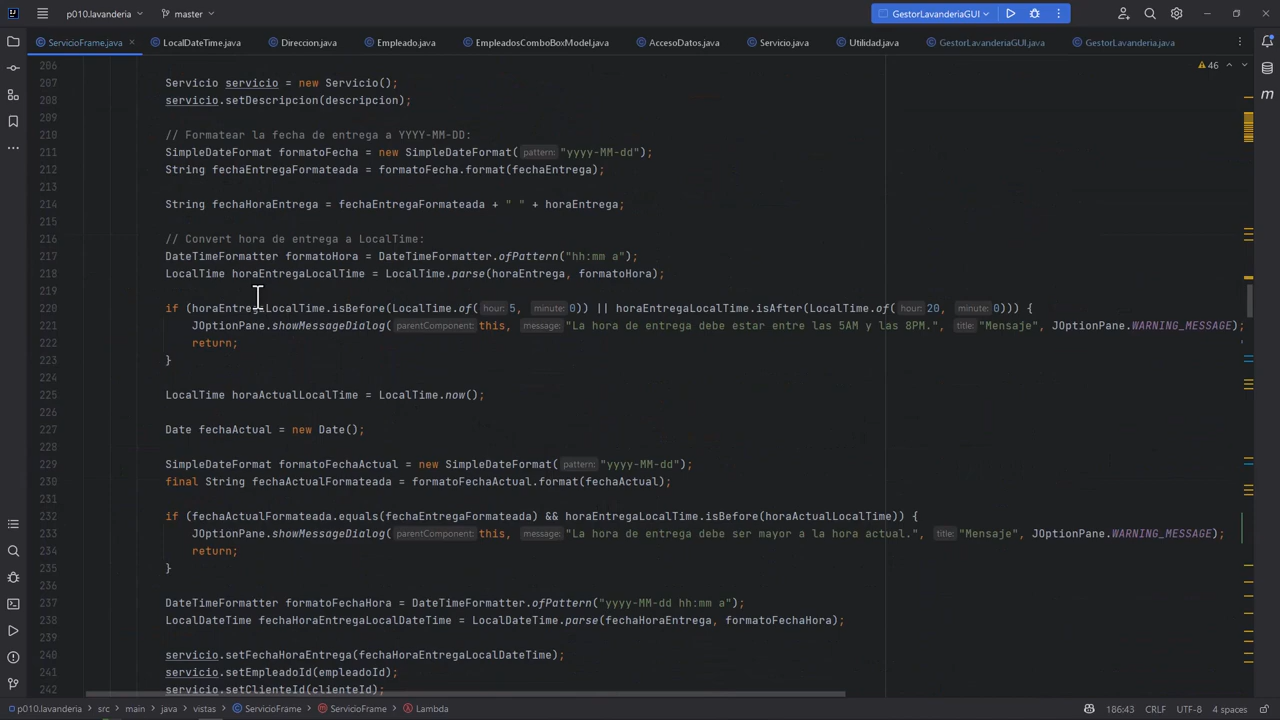 p010.lavanderia
master
GestorLavanderiaGUI
ServicioFrame.java
LocalDateTime.java
Direccion.java
Empleado.java
EmpleadosComboBoxModel.java
AccesoDatos.java
Servicio.java
Utilidad.java
GestorLavanderiaGUI.java
GestorLavanderia.java
46
206
207 Servicio servicio = new Servicio();
208 servicio.setDescripcion(descripcion);
209
210 // Formatear la fecha de entrega a YYYY-MM-DD:
211 SimpleDateFormat formatoFecha = new SimpleDateFormat( pattern: "yyyy-MM-dd");
212 String fechaEntregaFormateada = formatoFecha.format(fechaEntrega);
213
214 String fechaHoraEntrega = fechaEntregaFormateada + " " + horaEntrega;
215
216 // Convert hora de entrega a LocalTime:
217 DateTimeFormatter formatoHora = DateTimeFormatter.ofPattern("hh:mm a");
218 LocalTime horaEntregaLocalTime = LocalTime.parse(horaEntrega, formatoHora);
219
220 if (horaEntregaLocalTime.isBefore(LocalTime.of( hour: 5, minute: 0)) || horaEntregaLocalTime.isAfter(LocalTime.of( hour: 20, minute: 0))) {
221 JOptionPane.showMessageDialog( parentComponent: this, message: "La hora de entrega debe estar entre las 5AM y las 8PM.", title: "Mensaje", JOptionPane.WARNING_MESSAGE);
222 return;
223 }
224
225 LocalTime horaActualLocalTime = LocalTime.now();
226
227 Date fechaActual = new Date();
228
229 SimpleDateFormat formatoFechaActual = new SimpleDateFormat( pattern: "yyyy-MM-dd");
230 final String fechaActualFormateada = formatoFechaActual.format(fechaActual);
231
232 if (fechaActualFormateada.equals(fechaEntregaFormateada) && horaEntregaLocalTime.isBefore(horaActualLocalTime)) {
233 JOptionPane.showMessageDialog( parentComponent: this, message: "La hora de entrega debe ser mayor a la hora actual.", title: "Mensaje", JOptionPane.WARNING_MESSAGE);
234 return;
235 }
236
237 DateTimeFormatter formatoFechaHora = DateTimeFormatter.ofPattern("yyyy-MM-dd hh:mm a");
238 LocalDateTime fechaHoraEntregaLocalDateTime = LocalDateTime.parse(fechaHoraEntrega, formatoFechaHora);
239
240 servicio.setFechaHoraEntrega(fechaHoraEntregaLocalDateTime);
241 servicio.setEmpleadoId(empleadoId);
242 servicio.setClienteId(clienteId);
p010.lavanderia > src > main > java > vistas > ServicioFrame > ServicioFrame > Lambda
186:43 CRLF UTF-8 4 spaces